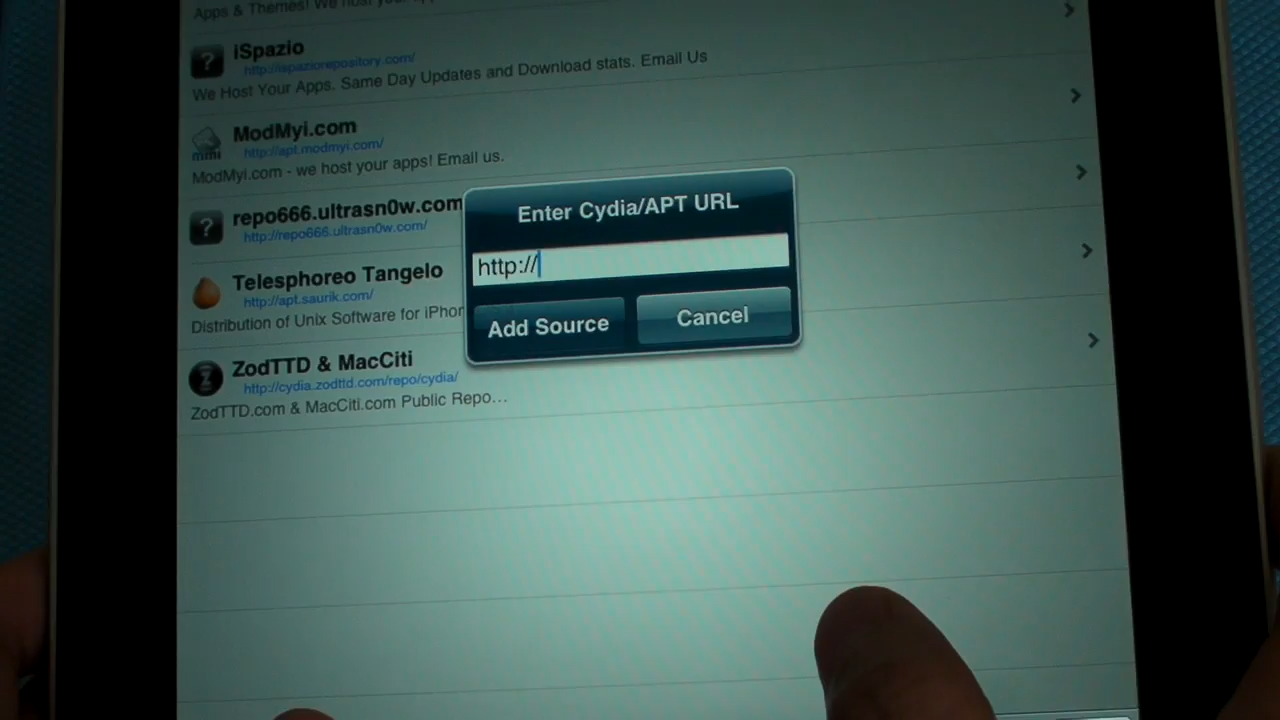 Apps & Themes! We host your
iSpazio
http://ispaziorepository.com/
We Host Your Apps. Same Day Updates and Download stats. Email Us
ModMyi.com
mmi
http://apt.modmyi.com/
ModMyi.com - we host your apps! Email us.
?
repo666.ultrasn0w.com
http://repo666.ultrasn0w.com/
Telesphoreo Tangelo
http://apt.saurik.com/
Distribution of Unix Software for iPhon
ZodTTD & MacCiti
http://cydia.zodttd.com/repo/cydia/
ZodTTD.com & MacCiti.com Public Repo...
Enter Cydia/APT URL
http://
Add Source
Cancel